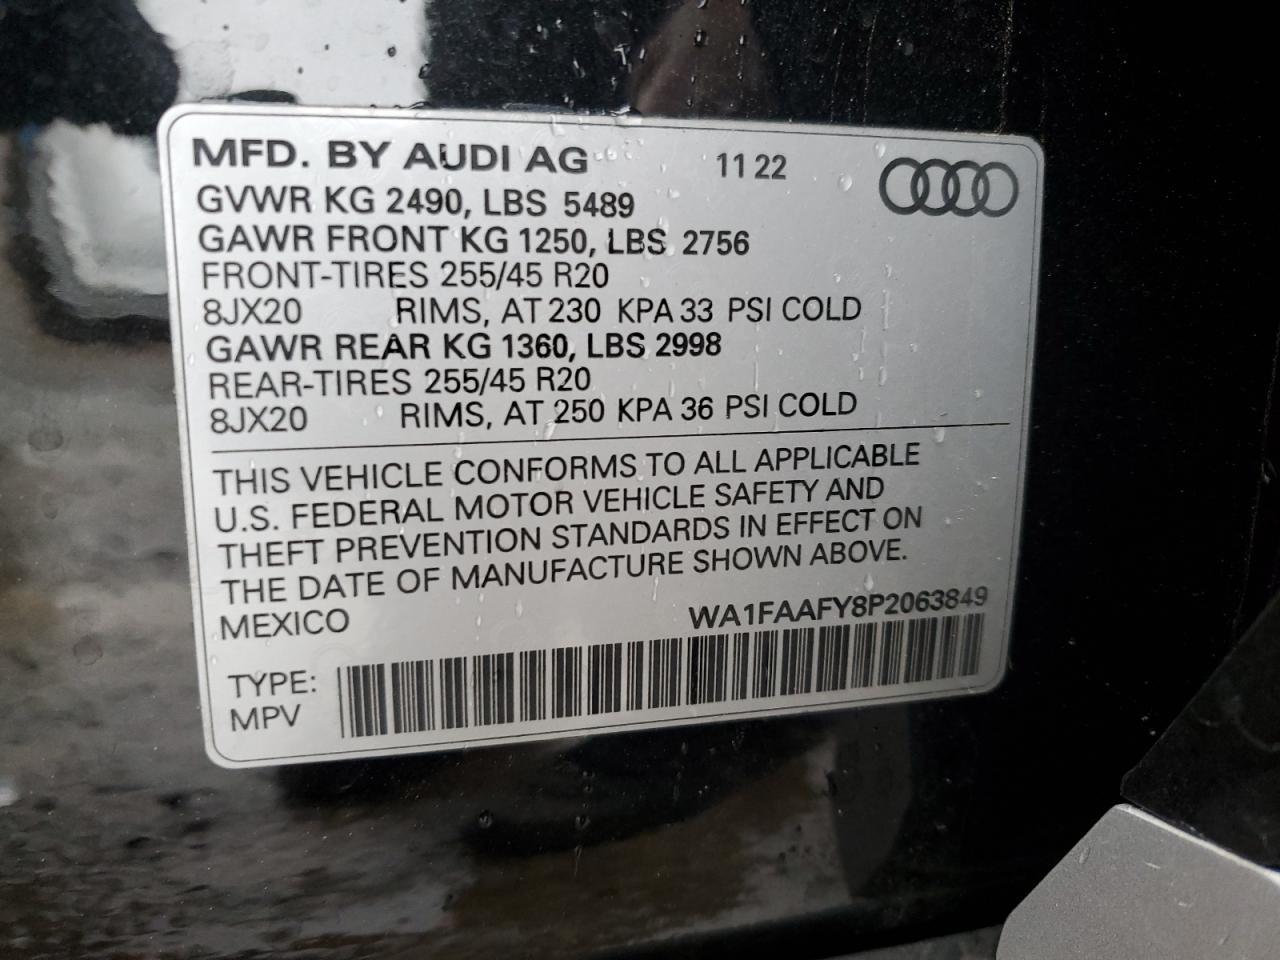 MFD. BY AUDI AG 11 22
GVWR KG 2490, LBS 5489
GAWR FRONT KG 1250, LBS 2756
FRONT-TIRES 255/45 R20
8JX20 RIMS, AT 230 KPA 33 PSI COLD
GAWR REAR KG 1360, LBS 2998
REAR-TIRES 255/45 R20
8JX20 RIMS, AT 250 KPA 36 PSI COLD
THIS VEHICLE CONFORMS TO ALL APPLICABLE
U.S. FEDERAL MOTOR VEHICLE SAFETY AND
THEFT PREVENTION STANDARDS IN EFFECT ON
THE DATE OF MANUFACTURE SHOWN ABOVE.
MEXICO WA1FAAFY8P2063849
TYPE:
MPV